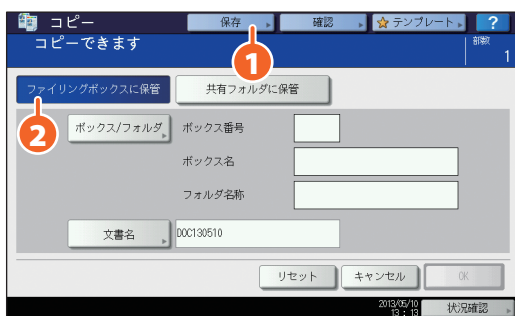 コピー 保存 確認 テンプレート ?
コピーできます 部数 1
1
ファイリングボックスに保管 共有フォルダに保管
2
ボックス/フォルダ ボックス番号
ボックス名
フォルダ名称
文書名 DOC130510
リセット キャンセル OK
2013/05/10
13:13 状況確認